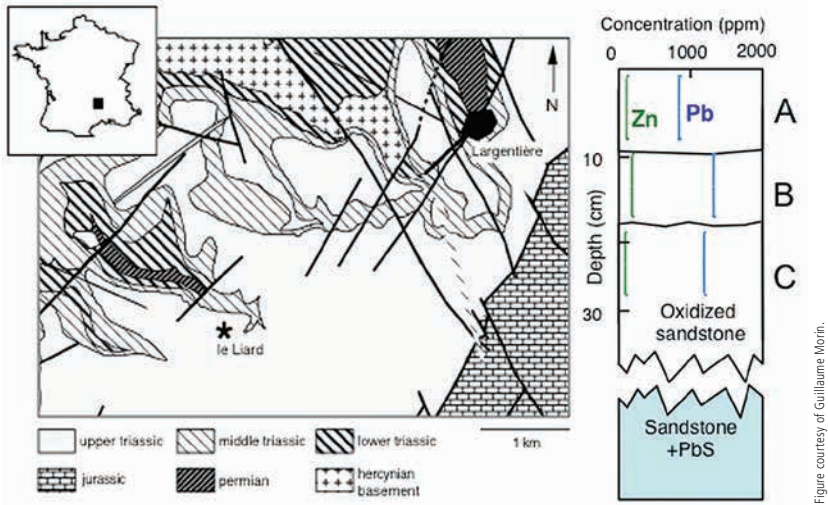 N
Largentière
le Liard
upper triassic
middle triassic
lower triassic
jurassic
permian
hercynian
basement
1 km
Concentration (ppm)
0
1000
2000
Zn
Pb
A
10
B
Depth (cm)
C
30
Oxidized
sandstone
Sandstone
+PbS
Figure courtesy of Guillaume Morin.